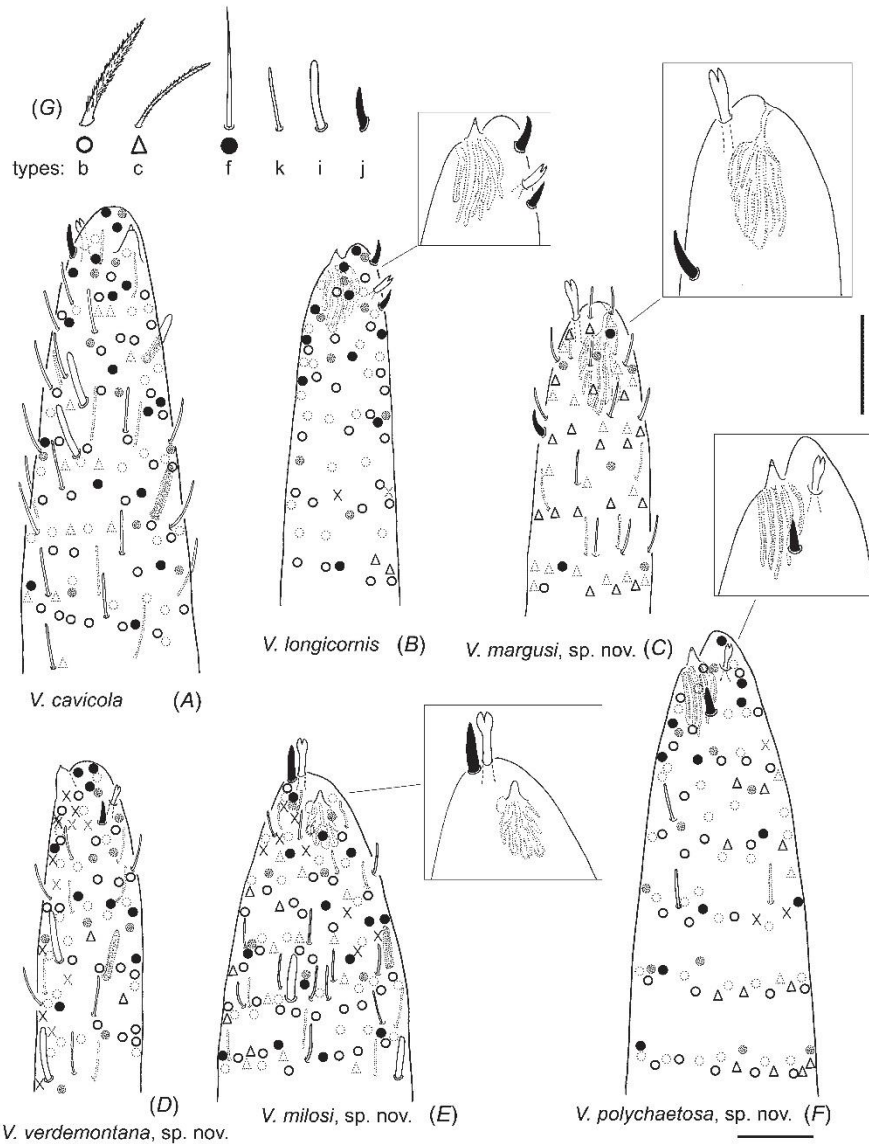 (G)
types: b c f k i j
V. cavicola (A)
V. longicornis (B)
V. margusi, sp. nov. (C)
V. verdemontana, sp. nov. (D)
V. milosi, sp. nov. (E)
V. polychaetosa, sp. nov. (F)